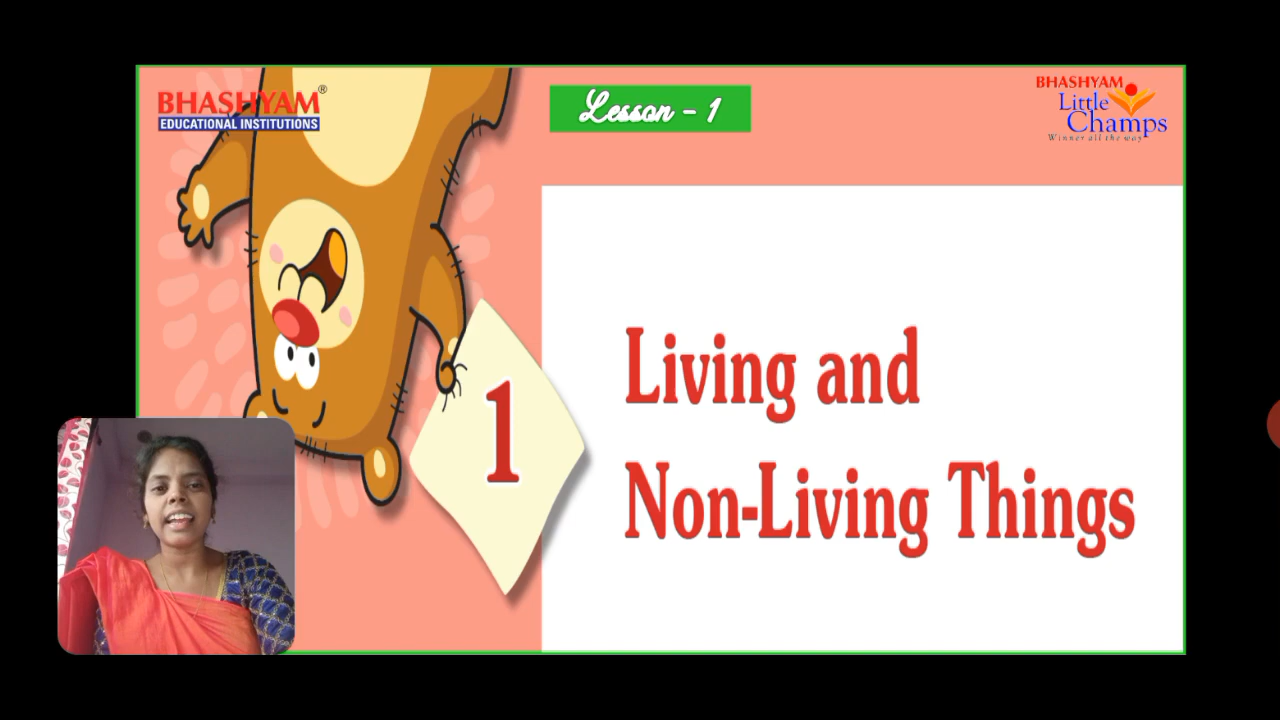 BHASHYAM®
EDUCATIONAL INSTITUTIONS
Lesson - 1
BHASHYAM
Little
Champs
Winner all the way
1
Living and
Non-Living Things